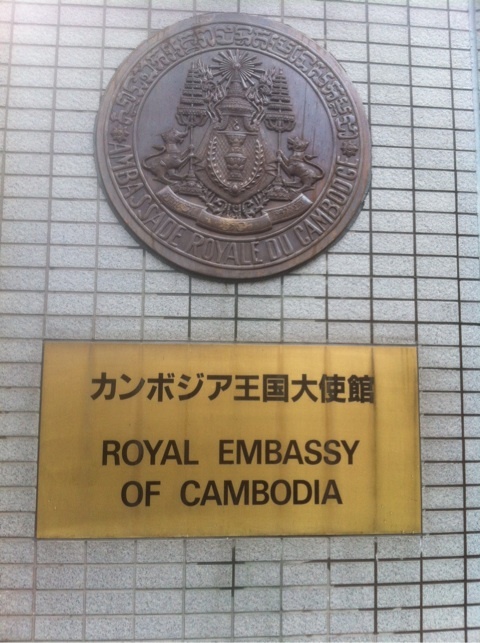 AMBASSADE ROYALE DU CAMBODGE
カンボジア王国大使館
ROYAL EMBASSY
OF CAMBODIA